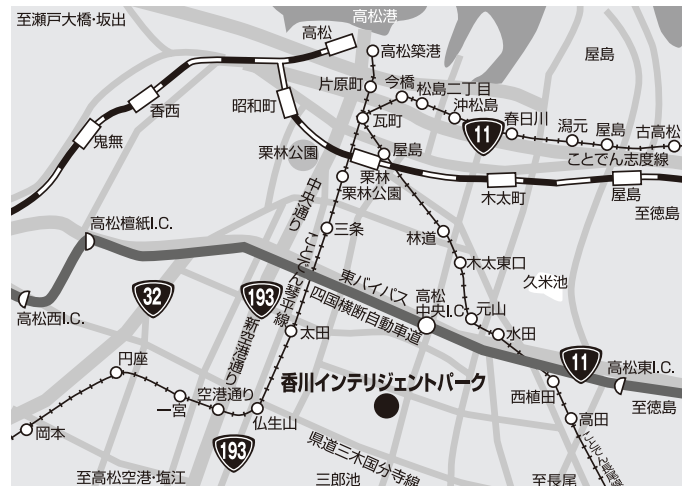 至瀬戸大橋・坂出
高松港
高松
高松築港
屋島
片原町
今橋
松島二丁目
沖松島
香西
昭和町
瓦町
11
春日川
潟元
屋島
古高松
鬼無
栗林公園
屋島
ことでん志度線
栗林
栗林公園
木太町
屋島
至徳島
中央通り
高松檀紙I.C.
三条
林道
ことでん琴平線
木太東口
久米池
東バイパス
四国横断自動車道
高松
中央I.C.
32
193
高松西I.C.
新空港通り
太田
元山
水田
11
円座
高松東I.C.
香川インテリジェントパーク
西植田
至徳島
一宮
空港通り
仏生山
高田
岡本
193
県道三木国分寺線
ことでん長尾線
至高松空港・塩江
三郎池
至長尾